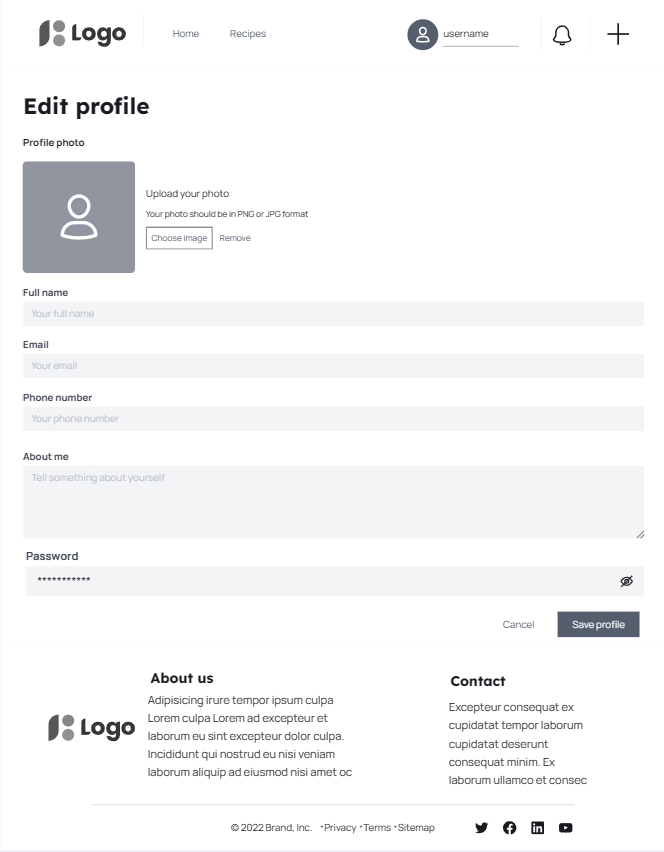 Logo
Home
Recipes
username
Edit profile
Profile photo
Upload your photo
Your photo should be in PNG or JPG format
Choose image
Remove
Full name
Your full name
Email
Your email
Phone number
Your phone number
About me
Tell something about yourself
Password
***********
Cancel
Save profile
Logo
About us
Adipisicing irure tempor ipsum culpa
Lorem culpa Lorem ad excepteur et
laborum eu sint excepteur dolor culpa.
Incididunt qui nostrud eu nisi veniam
laborum aliquip ad eiusmod nisi amet oc
Contact
Excepteur consequat ex
cupidatat tempor laborum
cupidatat deserunt
consequat minim. Ex
laborum ullamco et consec
© 2022 Brand, Inc. •Privacy •Terms •Sitemap